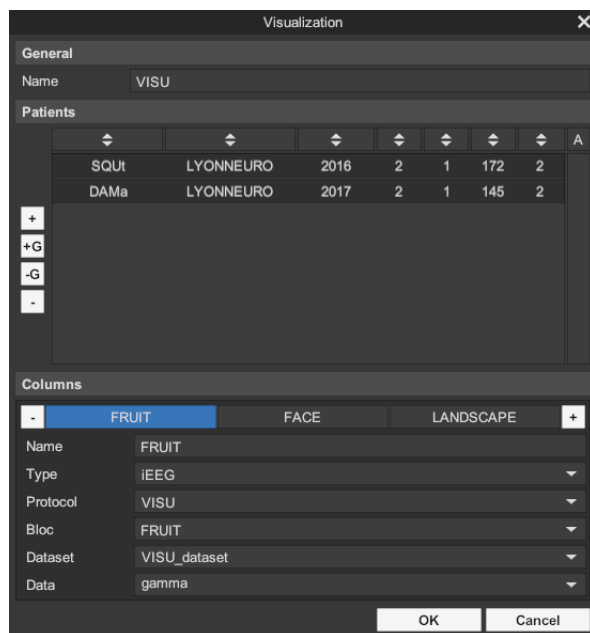 Visualization
General
Name VISU
Patients
A
SQUt LYONNEURO 2016 2 1 172 2
DAMa LYONNEURO 2017 2 1 145 2
+
+G
-G
-
Columns
- FRUIT FACE LANDSCAPE +
Name FRUIT
Type iEEG
Protocol VISU
Bloc FRUIT
Dataset VISU_dataset
Data gamma
OK Cancel